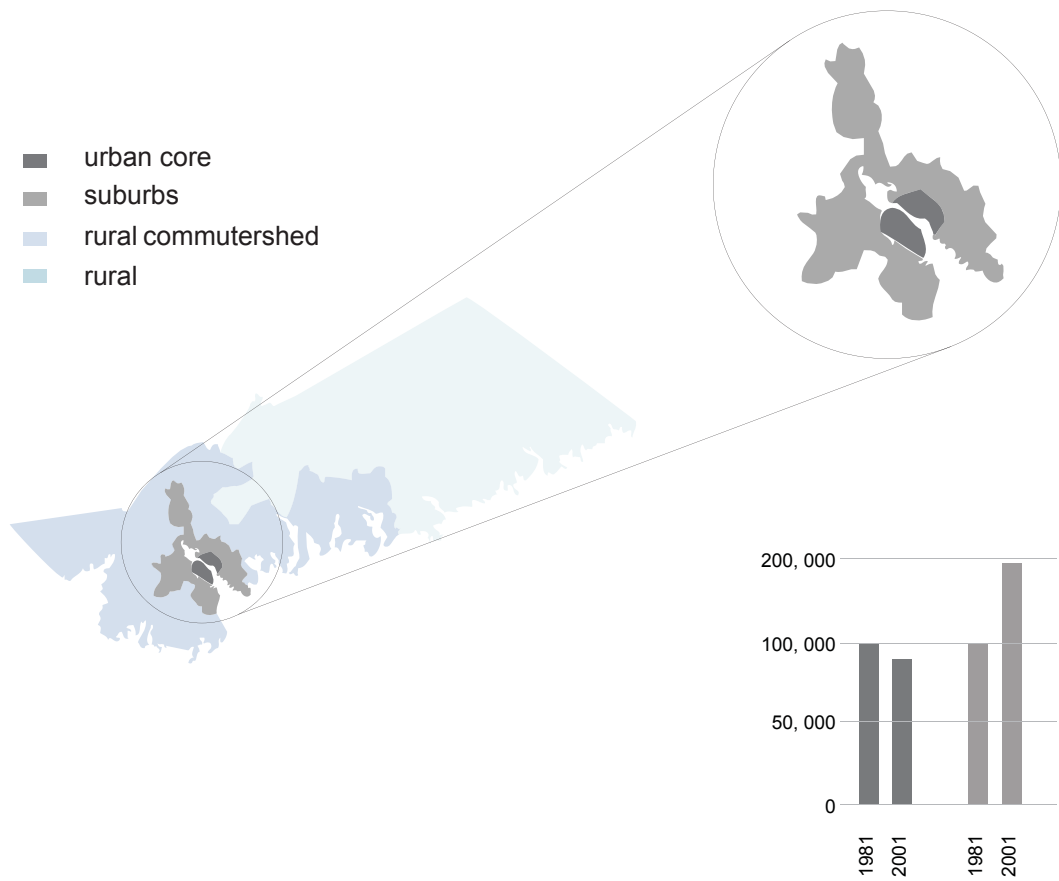 urban core
suburbs
rural commutershed
rural
200, 000
100, 000
50, 000
0
1981
2001
1981
2001